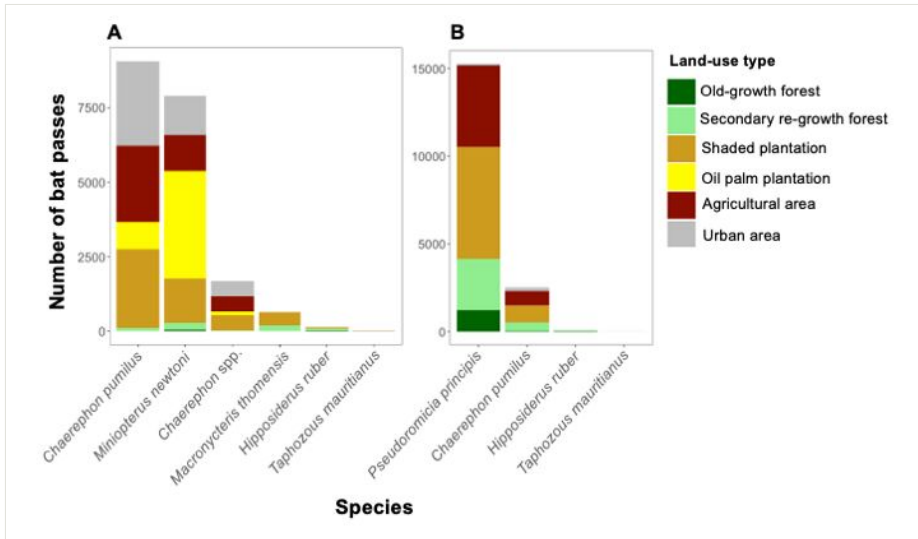 A
B
Number of bat passes
7500
5000
2500
0
15000
10000
5000
0
Land-use type
Old-growth forest
Secondary re-growth forest
Shaded plantation
Oil palm plantation
Agricultural area
Urban area
Chaerephon pumilus
Miniopterus newtoni
Chaerephon spp.
Macronycteris thomensis
Hipposiderus ruber
Taphozous mauritianus
Pseudoromicia principis
Chaerephon pumilus
Hipposiderus ruber
Taphozous mauritianus
Species